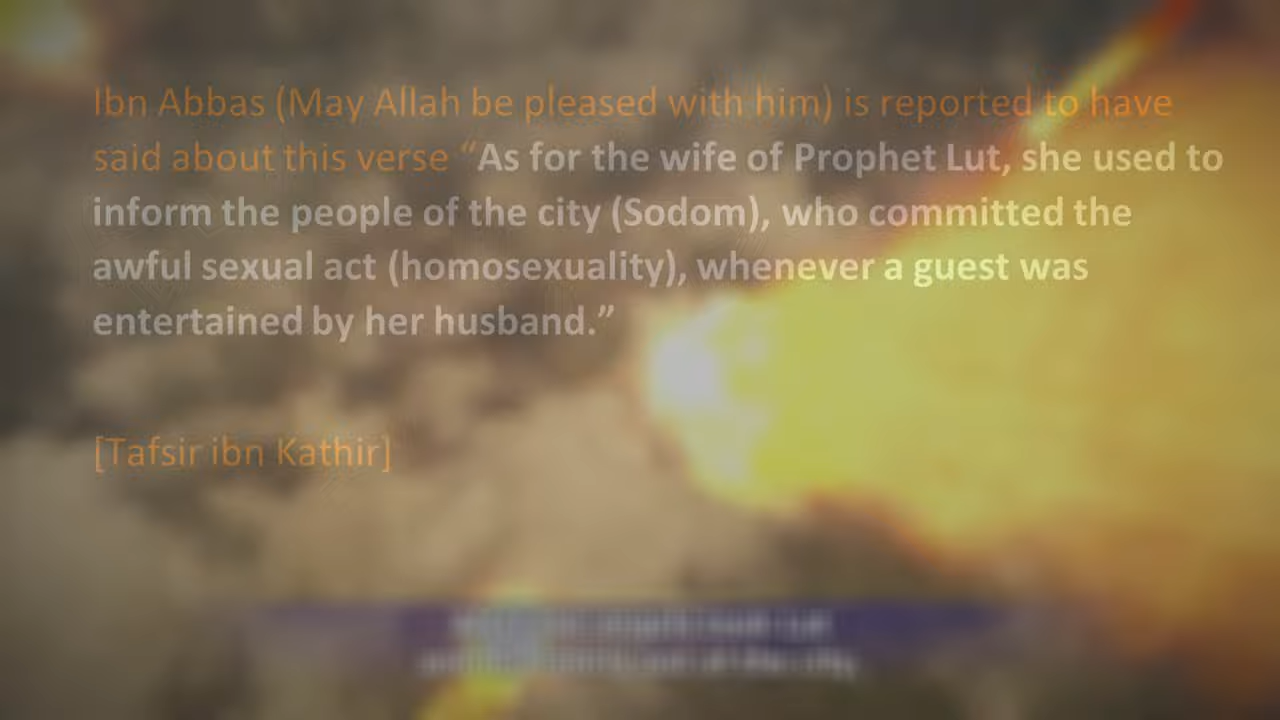 Ibn Abbas (May Allah be pleased with him) is reported to have
said about this verse “As for the wife of Prophet Lut, she used to
inform the people of the city (Sodom), who committed the
awful sexual act (homosexuality), whenever a guest was
entertained by her husband.”
[Tafsir ibn Kathir]